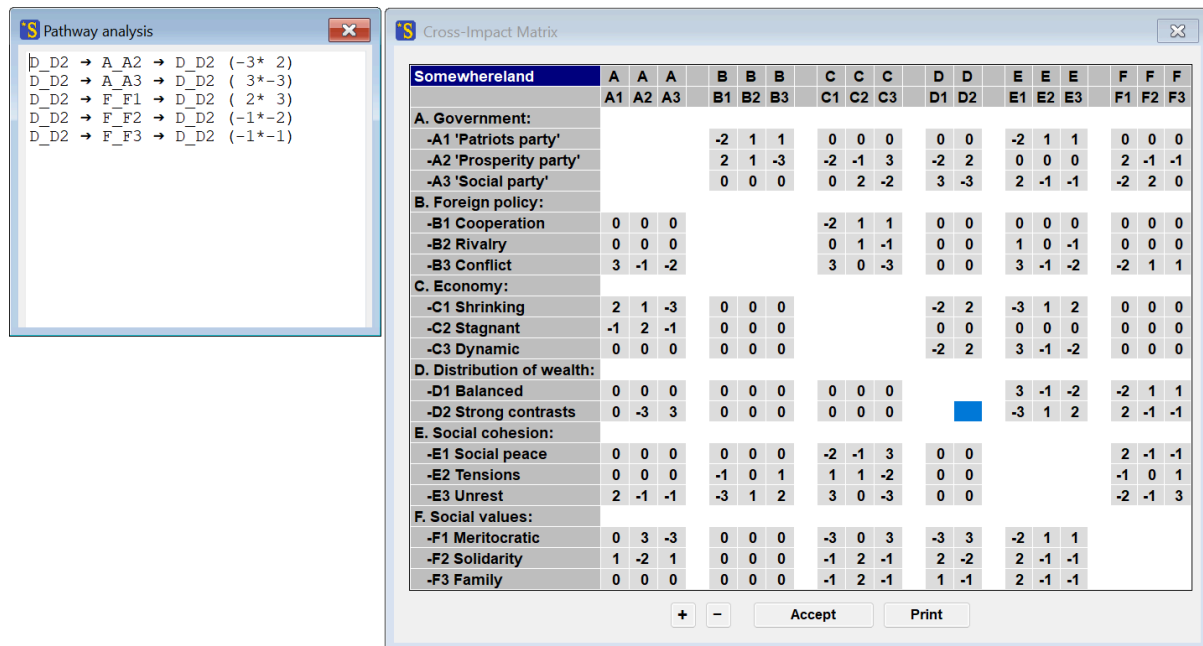 Pathway analysis
D_D2 ➔ A_A2 ➔ D_D2 (-3* 2)
D_D2 ➔ A_A3 ➔ D_D2 ( 3*-3)
D_D2 ➔ F_F1 ➔ D_D2 ( 2* 3)
D_D2 ➔ F_F2 ➔ D_D2 (-1*-2)
D_D2 ➔ F_F3 ➔ D_D2 (-1*-1)
Cross-Impact Matrix
Somewhereland A A A B B B C C C D D E E E F F F
A1 A2 A3 B1 B2 B3 C1 C2 C3 D1 D2 E1 E2 E3 F1 F2 F3
A. Government:
-A1 'Patriots party' -2 1 1 0 0 0 0 0 -2 1 1 0 0 0
-A2 'Prosperity party' 2 1 -3 -2 -1 3 -2 2 0 0 0 2 -1 -1
-A3 'Social party' 0 0 0 0 2 -2 3 -3 2 -1 -1 -2 2 0
B. Foreign policy:
-B1 Cooperation 0 0 0 -2 1 1 0 0 0 0 0 0 0 0
-B2 Rivalry 0 0 0 0 1 -1 0 0 1 0 -1 0 0 0
-B3 Conflict 3 -1 -2 3 0 -3 0 0 3 -1 -2 -2 1 1
C. Economy:
-C1 Shrinking 2 1 -3 0 0 0 -2 2 -3 1 2 0 0 0
-C2 Stagnant -1 2 -1 0 0 0 0 0 0 0 0 0 0 0
-C3 Dynamic 0 0 0 0 0 0 -2 2 3 -1 -2 0 0 0
D. Distribution of wealth:
-D1 Balanced 0 0 0 0 0 0 0 0 0 3 -1 -2 -2 1 1
-D2 Strong contrasts 0 -3 3 0 0 0 0 0 0 -3 1 2 2 -1 -1
E. Social cohesion:
-E1 Social peace 0 0 0 0 0 0 -2 -1 3 0 0 2 -1 -1
-E2 Tensions 0 0 0 -1 0 1 1 1 -2 0 0 -1 0 1
-E3 Unrest 2 -1 -1 -3 1 2 3 0 -3 0 0 -2 -1 3
F. Social values:
-F1 Meritocratic 0 3 -3 0 0 0 -3 0 3 -3 3 -2 1 1
-F2 Solidarity 1 -2 1 0 0 0 -1 2 -1 2 -2 2 -1 -1
-F3 Family 0 0 0 0 0 0 -1 2 -1 1 -1 2 -1 -1
+ − Accept Print